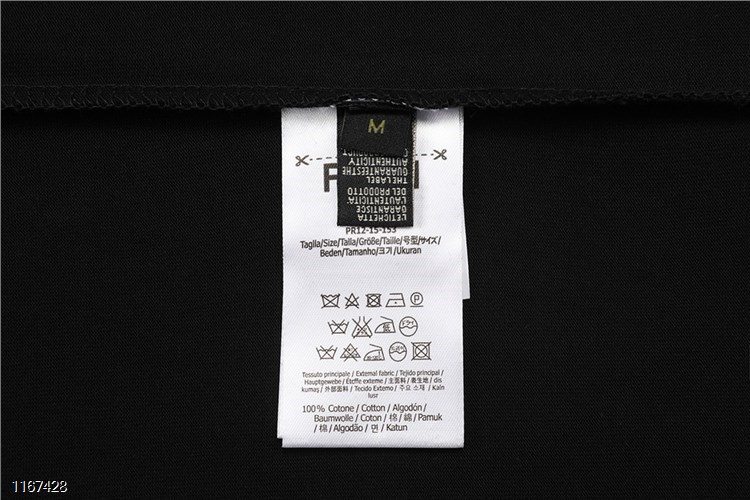 M
AUTHENTICITY
GUARANTEES THE
THE LABEL
DEL PRODOTTO
L'AUTENTICITÀ
GARANTISCE
L'ETICHETTA
PR12-15-153
Taglia/Size/Talla/Größe/Taille/号型/サイズ/
Beden/Tamanho/크기/Ukuran
Tessuto principale / External fabric / Tejido principal /
Hauptgewebe / Étoffe externe / 主面料 / 表生地 / dis
kumaş / 外部面料 / Tecido Externo / 주요 소재 / Kain
lusr
100% Cotone / Cotton / Algodón /
Baumwolle / Coton / 棉 / 綿 / Pamuk
/ 棉 / Algodão / 면 / Katun
1167428